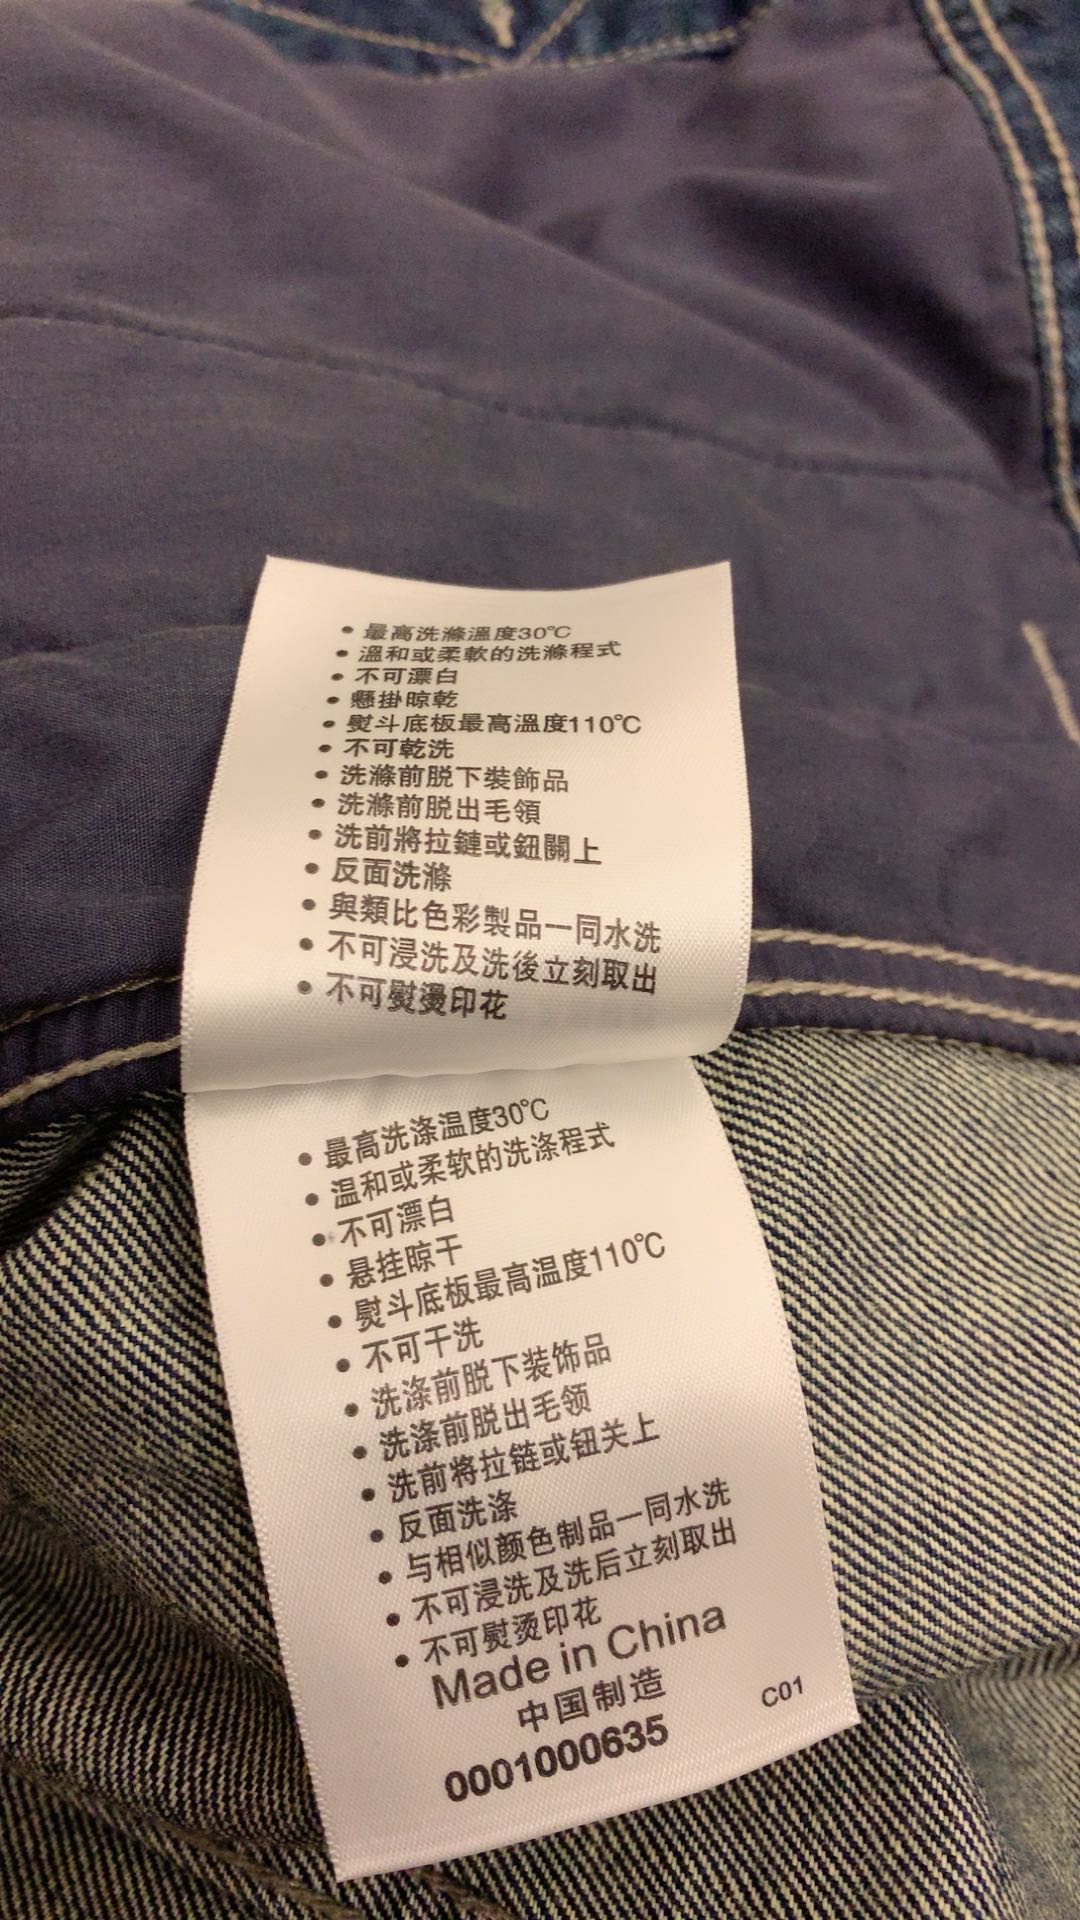 • 最高洗滌溫度30℃
• 溫和或柔軟的洗滌程式
• 不可漂白
• 懸掛晾乾
• 熨斗底板最高溫度110℃
• 不可乾洗
• 洗滌前脫下裝飾品
• 洗滌前脫出毛領
• 洗前將拉鏈或鈕關上
• 反面洗滌
• 與類比色彩製品一同水洗
• 不可浸洗及洗後立刻取出
• 不可熨燙印花
• 最高洗涤温度30℃
• 温和或柔软的洗涤程式
• 不可漂白
• 悬挂晾干
• 熨斗底板最高温度110℃
• 不可干洗
• 洗涤前脱下装饰品
• 洗涤前脱出毛领
• 洗前将拉链或钮关上
• 反面洗涤
• 与相似颜色制品一同水洗
• 不可浸洗及洗后立刻取出
• 不可熨烫印花
Made in China
中国制造
C01
0001000635